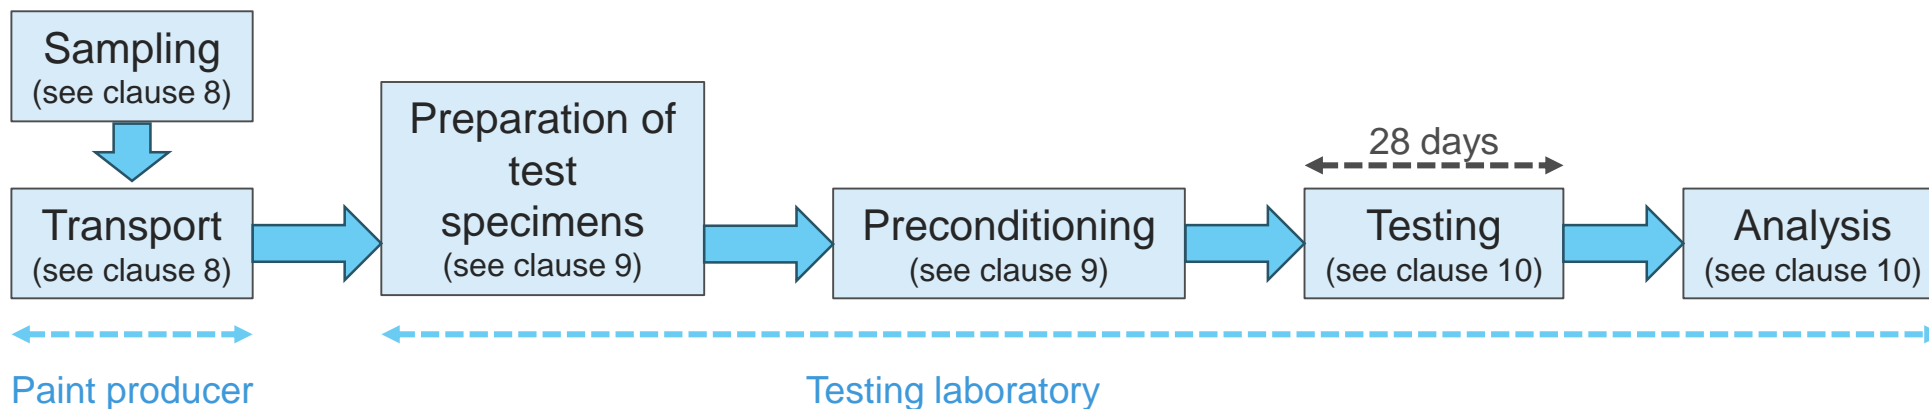 Sampling
(see clause 8)
Transport
(see clause 8)
Preparation of
test
specimens
(see clause 9)
Preconditioning
(see clause 9)
28 days
Testing
(see clause 10)
Analysis
(see clause 10)
Paint producer
Testing laboratory